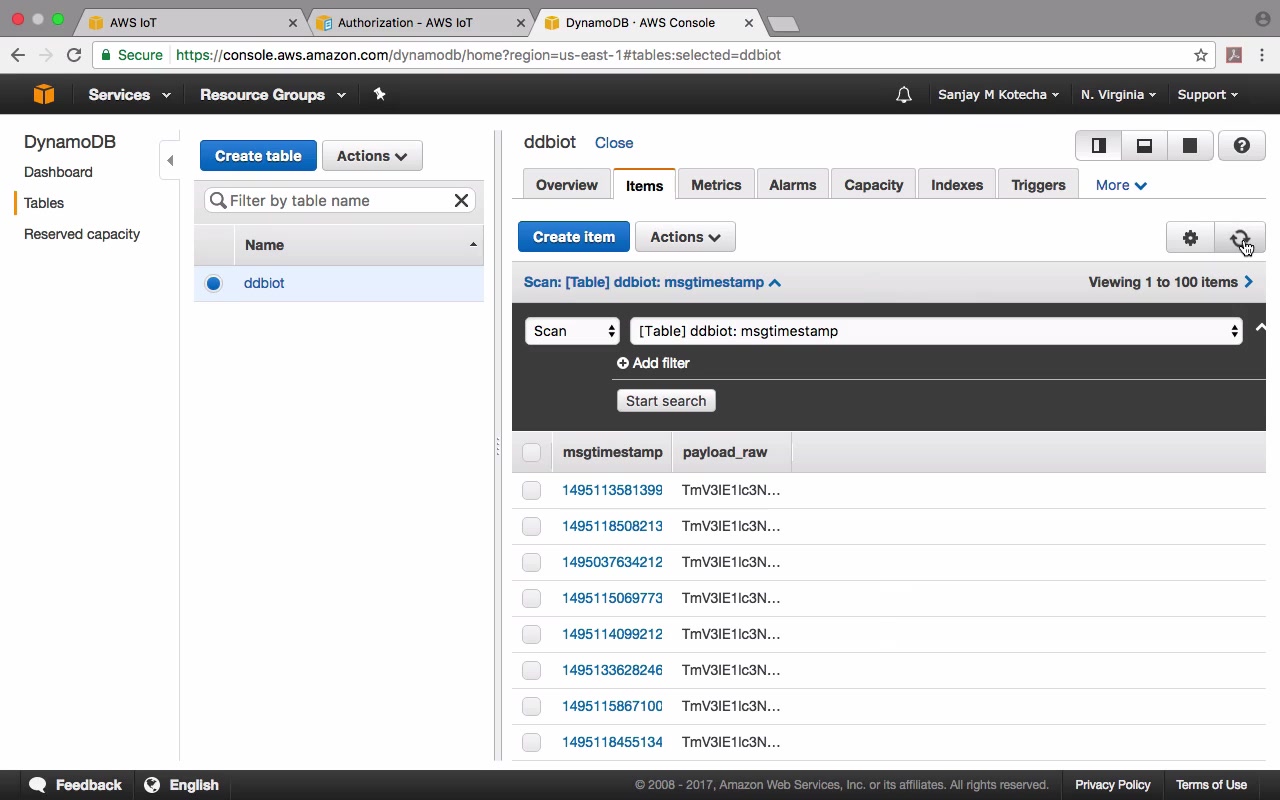 AWS IoT
Authorization - AWS IoT
DynamoDB · AWS Console
Secure
https://console.aws.amazon.com/dynamodb/home?region=us-east-1#tables:selected=ddbiot
Services
Resource Groups
Sanjay M Kotecha
N. Virginia
Support
DynamoDB
Dashboard
Tables
Reserved capacity
Create table
Actions
Filter by table name
Name
ddbiot
ddbiot
Close
Overview
Items
Metrics
Alarms
Capacity
Indexes
Triggers
More
Create item
Actions
Scan: [Table] ddbiot: msgtimestamp
Viewing 1 to 100 items
Scan
[Table] ddbiot: msgtimestamp
Add filter
Start search
msgtimestamp payload_raw
1495113581399 TmV3IE1lc3N...
1495118508213 TmV3IE1lc3N...
1495037634212 TmV3IE1lc3N...
1495115069773 TmV3IE1lc3N...
1495114099212 TmV3IE1lc3N...
1495133628246 TmV3IE1lc3N...
1495115867100 TmV3IE1lc3N...
1495118455134 TmV3IE1lc3N...
Feedback
English
© 2008 - 2017, Amazon Web Services, Inc. or its affiliates. All rights reserved.
Privacy Policy
Terms of Use